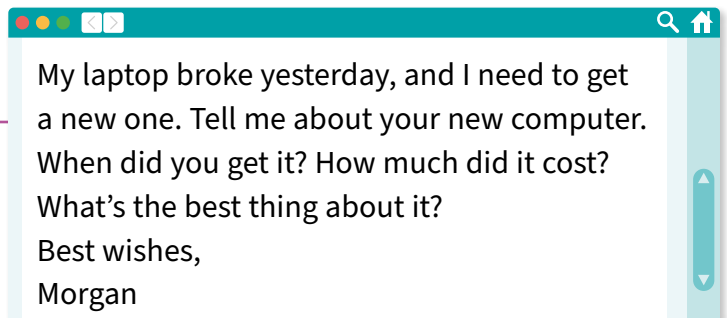 My laptop broke yesterday, and I need to get
a new one. Tell me about your new computer.
When did you get it? How much did it cost?
What's the best thing about it?
Best wishes,
Morgan